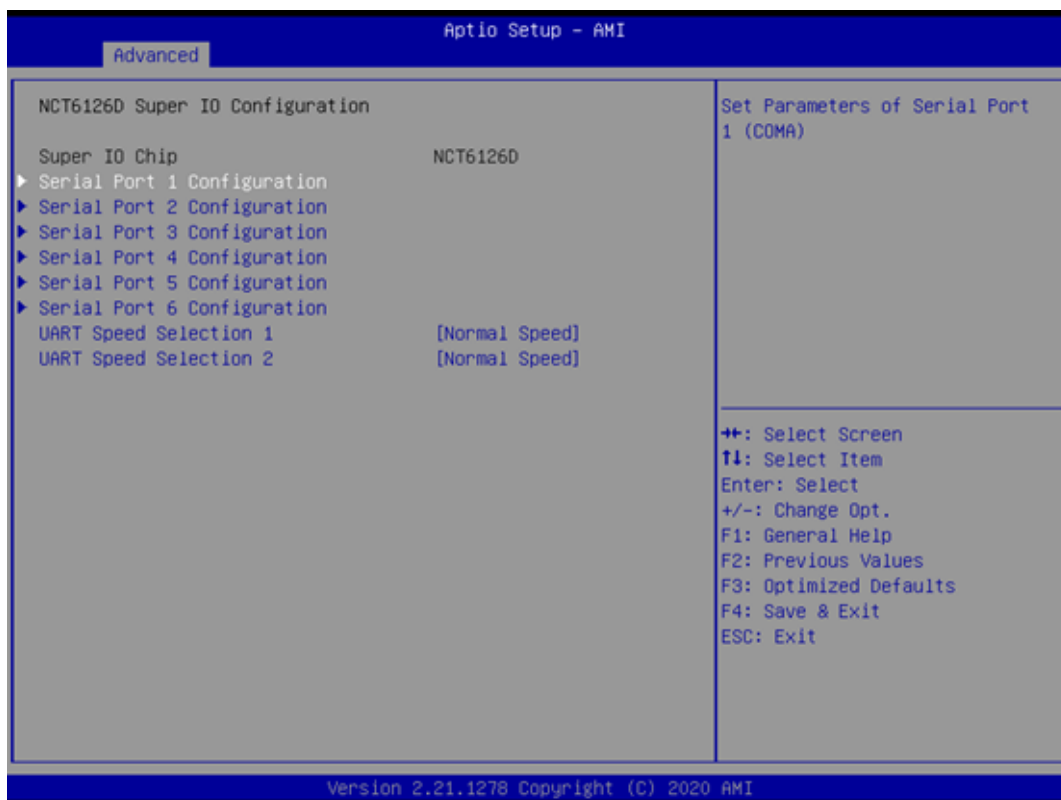 Aptio Setup – AMI
Advanced
NCT6126D Super IO Configuration
Super IO Chip NCT6126D
Serial Port 1 Configuration
Serial Port 2 Configuration
Serial Port 3 Configuration
Serial Port 4 Configuration
Serial Port 5 Configuration
Serial Port 6 Configuration
UART Speed Selection 1 [Normal Speed]
UART Speed Selection 2 [Normal Speed]
Set Parameters of Serial Port
1 (COMA)
→←: Select Screen
↑↓: Select Item
Enter: Select
+/-: Change Opt.
F1: General Help
F2: Previous Values
F3: Optimized Defaults
F4: Save & Exit
ESC: Exit
Version 2.21.1278 Copyright (C) 2020 AMI